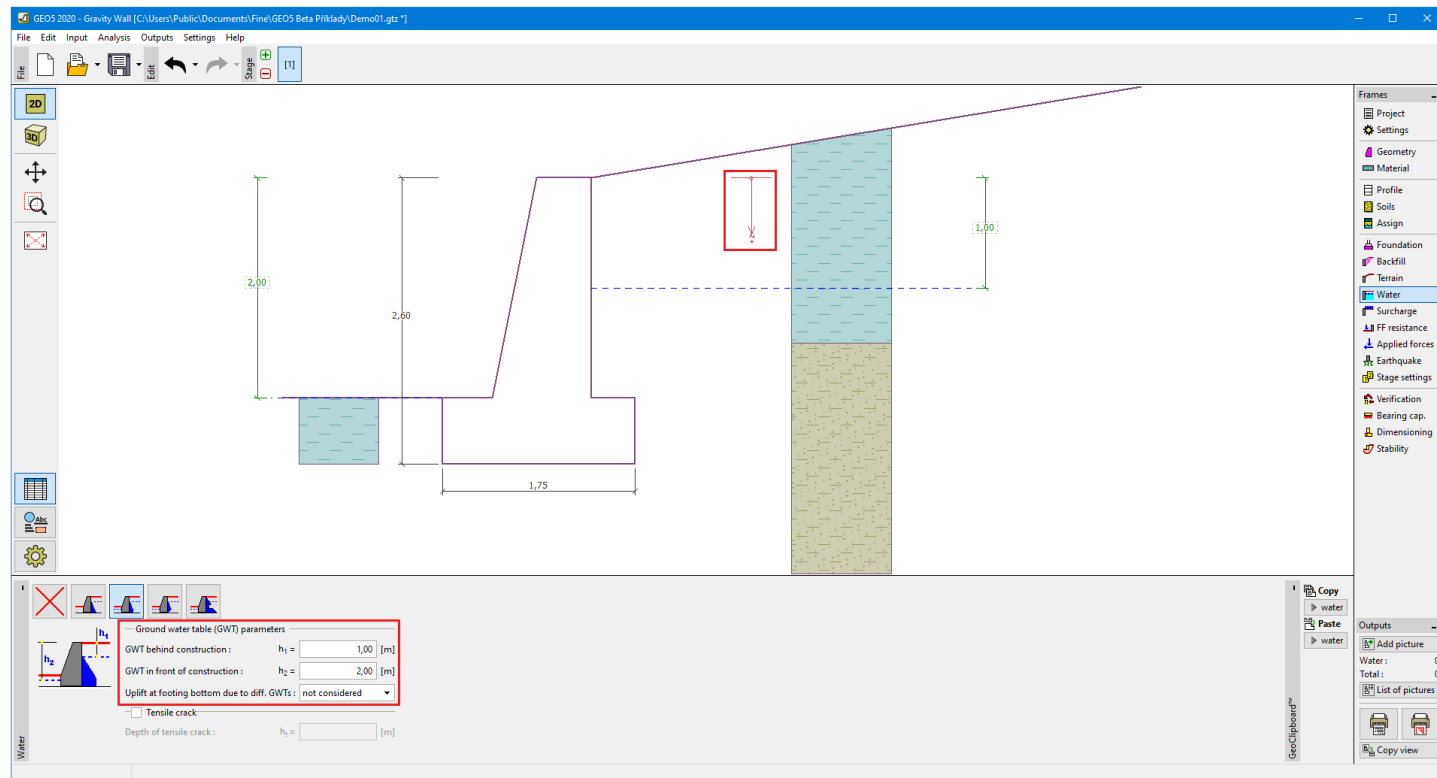 GEO5 2020 - Gravity Wall [C:\Users\Public\Documents\Fine\GEO5 Beta Příklady\Demo01.gtz *]
File Edit Input Analysis Outputs Settings Help
File
Edit
Stage
[1]
2D
3D
2,00
2,60
1,00
1,75
Frames
Project
Settings
Geometry
Material
Profile
Soils
Assign
Foundation
Backfill
Terrain
Water
Surcharge
FF resistance
Applied forces
Earthquake
Stage settings
Verification
Bearing cap.
Dimensioning
Stability
Abc
h1
h2
Ground water table (GWT) parameters
GWT behind construction : h1 = 1,00 [m]
GWT in front of construction : h2 = 2,00 [m]
Uplift at footing bottom due to diff. GWTs : not considered
Tensile crack
Depth of tensile crack : ht = [m]
Water
GeoClipboard™
Copy
water
Paste
water
Outputs
Add picture
Water : 0
Total : 0
List of pictures
Copy view